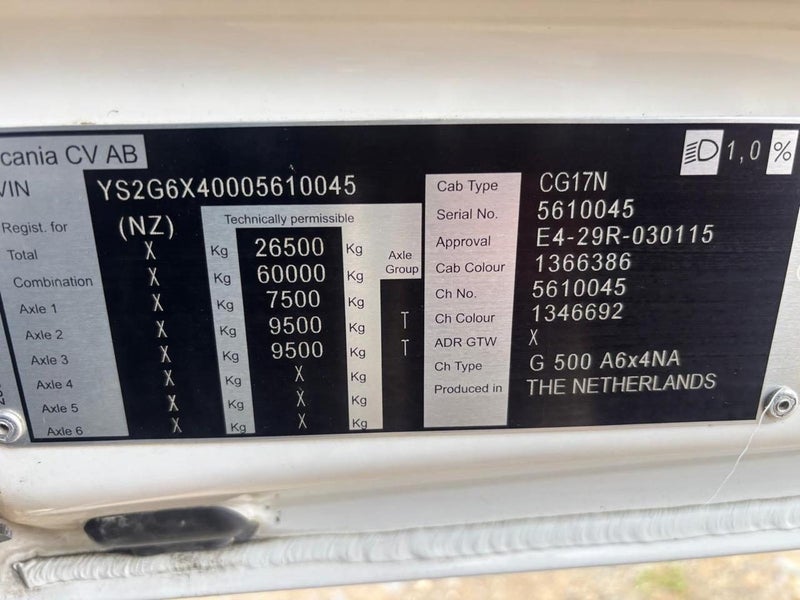 cania CV AB
1,0 %
VIN YS2G6X40005610045
Regist. for (NZ) Technically permissible
Total X Kg 26500 Kg Axle Group
Combination X Kg 60000 Kg
Axle 1 X Kg 7500 Kg
Axle 2 X Kg 9500 Kg T
Axle 3 X Kg 9500 Kg T
Axle 4 X Kg X Kg
Axle 5 X Kg X Kg
Axle 6 X Kg X Kg
Cab Type CG17N
Serial No. 5610045
Approval E4-29R-030115
Cab Colour 1366386
Ch No. 5610045
Ch Colour 1346692
ADR GTW X
Ch Type G 500 A6x4NA
Produced in THE NETHERLANDS